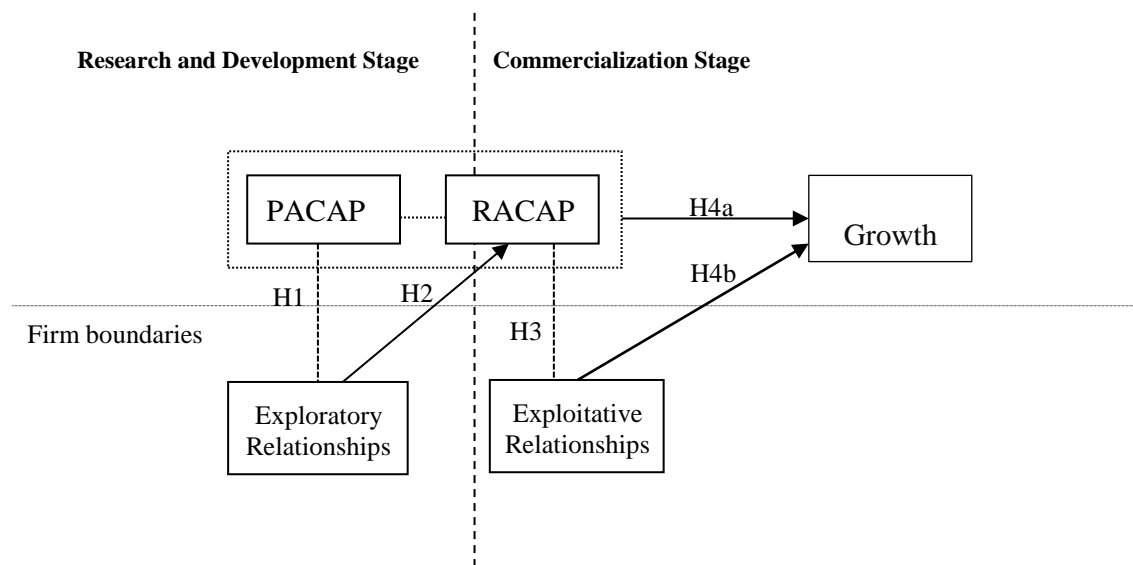 Research and Development Stage
Commercialization Stage
PACAP
RACAP
H4a
Growth
H4b
H1
H2
Firm boundaries
H3
Exploratory
Relationships
Exploitative
Relationships